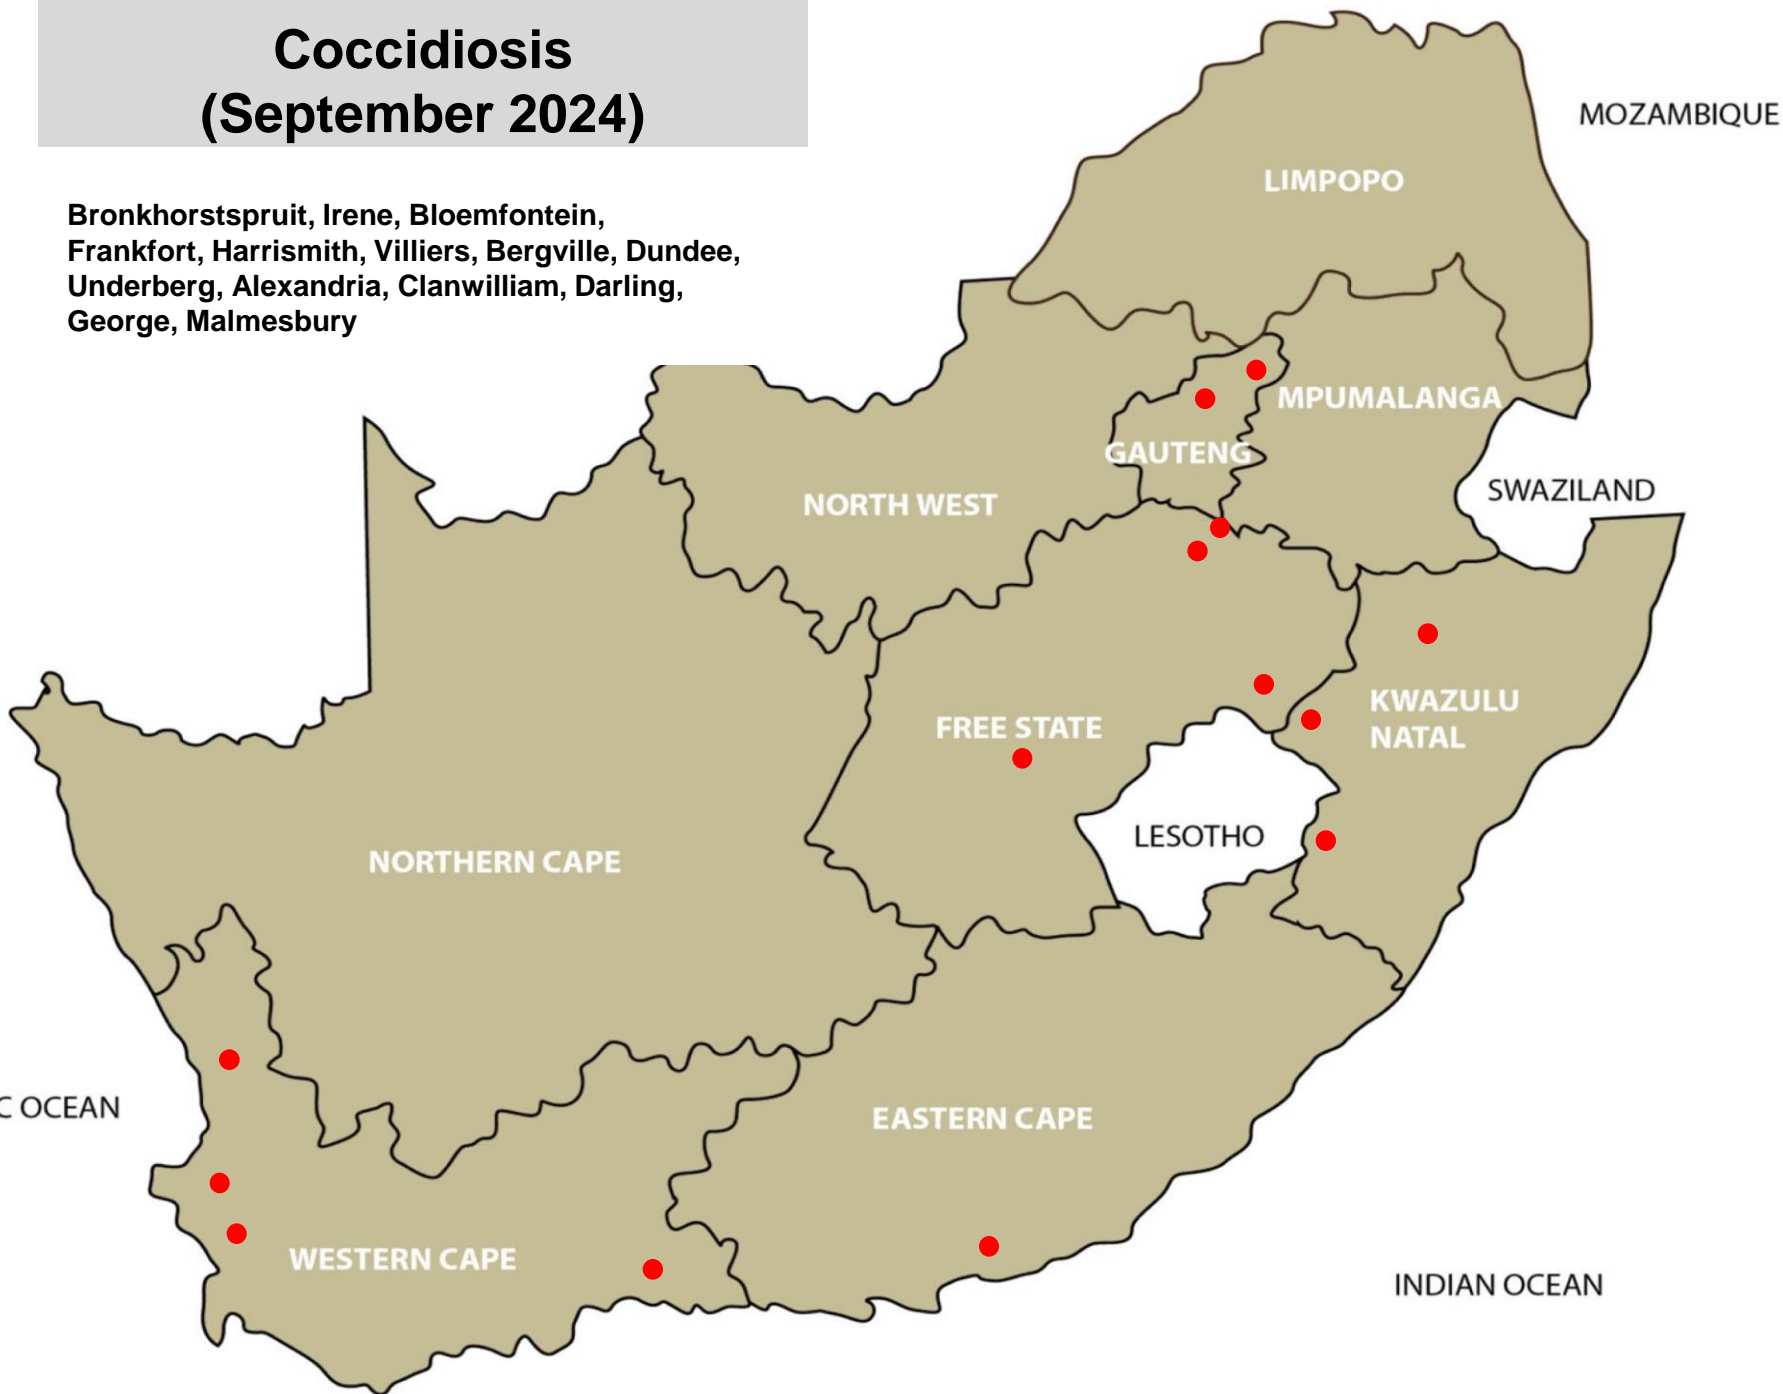 Coccidiosis
(September 2024)
Bronkhorstspruit, Irene, Bloemfontein,
Frankfort, Harrismith, Villiers, Bergville, Dundee,
Underberg, Alexandria, Clanwilliam, Darling,
George, Malmesbury
MOZAMBIQUE
LIMPOPO
MPUMALANGA
GAUTENG
SWAZILAND
NORTH WEST
KWAZULU
NATAL
FREE STATE
LESOTHO
NORTHERN CAPE
C OCEAN
EASTERN CAPE
WESTERN CAPE
INDIAN OCEAN